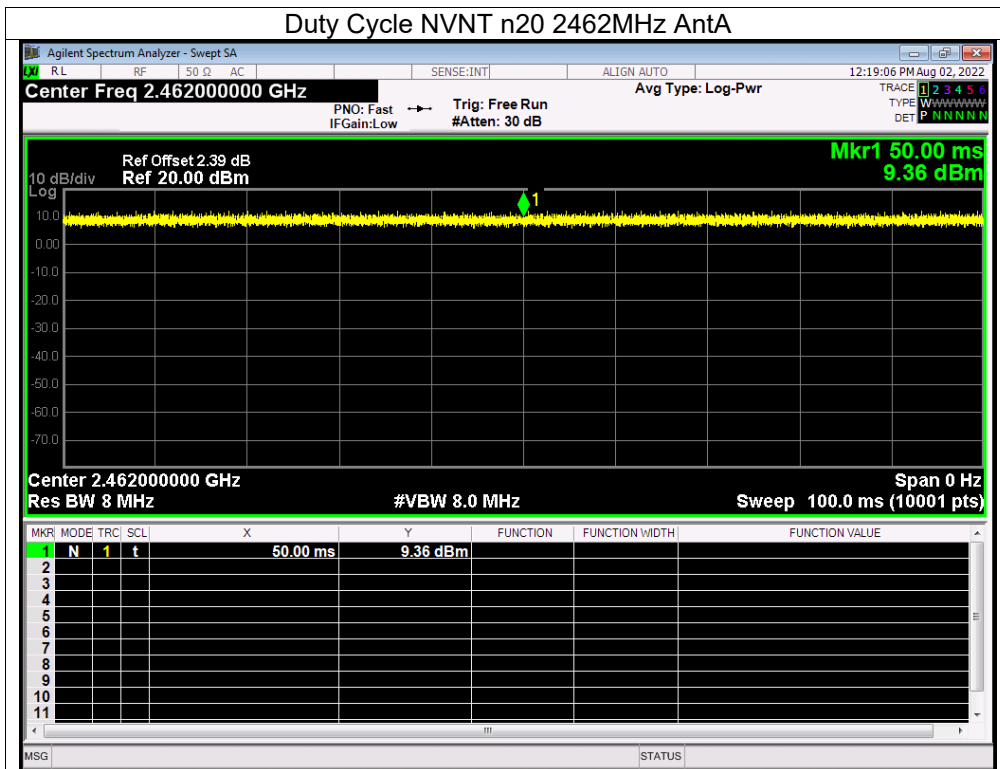 Duty Cycle NVNT n20 2462MHz AntA
Agilent Spectrum Analyzer - Swept SA
LXI RL RF 50 Ω AC SENSE:INT ALIGN AUTO 12:19:06 PM Aug 02, 2022
Center Freq 2.462000000 GHz Avg Type: Log-Pwr TRACE 1 2 3 4 5 6
PNO: Fast Trig: Free Run TYPE WWWWWW
IFGain:Low #Atten: 30 dB DET P N N N N N
Mkr1 50.00 ms
Ref Offset 2.39 dB
10 dB/div Ref 20.00 dBm 9.36 dBm
Log
1
10.0
0.00
-10.0
-20.0
-30.0
-40.0
-50.0
-60.0
-70.0
Center 2.462000000 GHz Span 0 Hz
Res BW 8 MHz #VBW 8.0 MHz Sweep 100.0 ms (10001 pts)
MKR MODE TRC SCL X Y FUNCTION FUNCTION WIDTH FUNCTION VALUE
1 N 1 t 50.00 ms 9.36 dBm
2
3
4
5
6
7
8
9
10
11
MSG STATUS